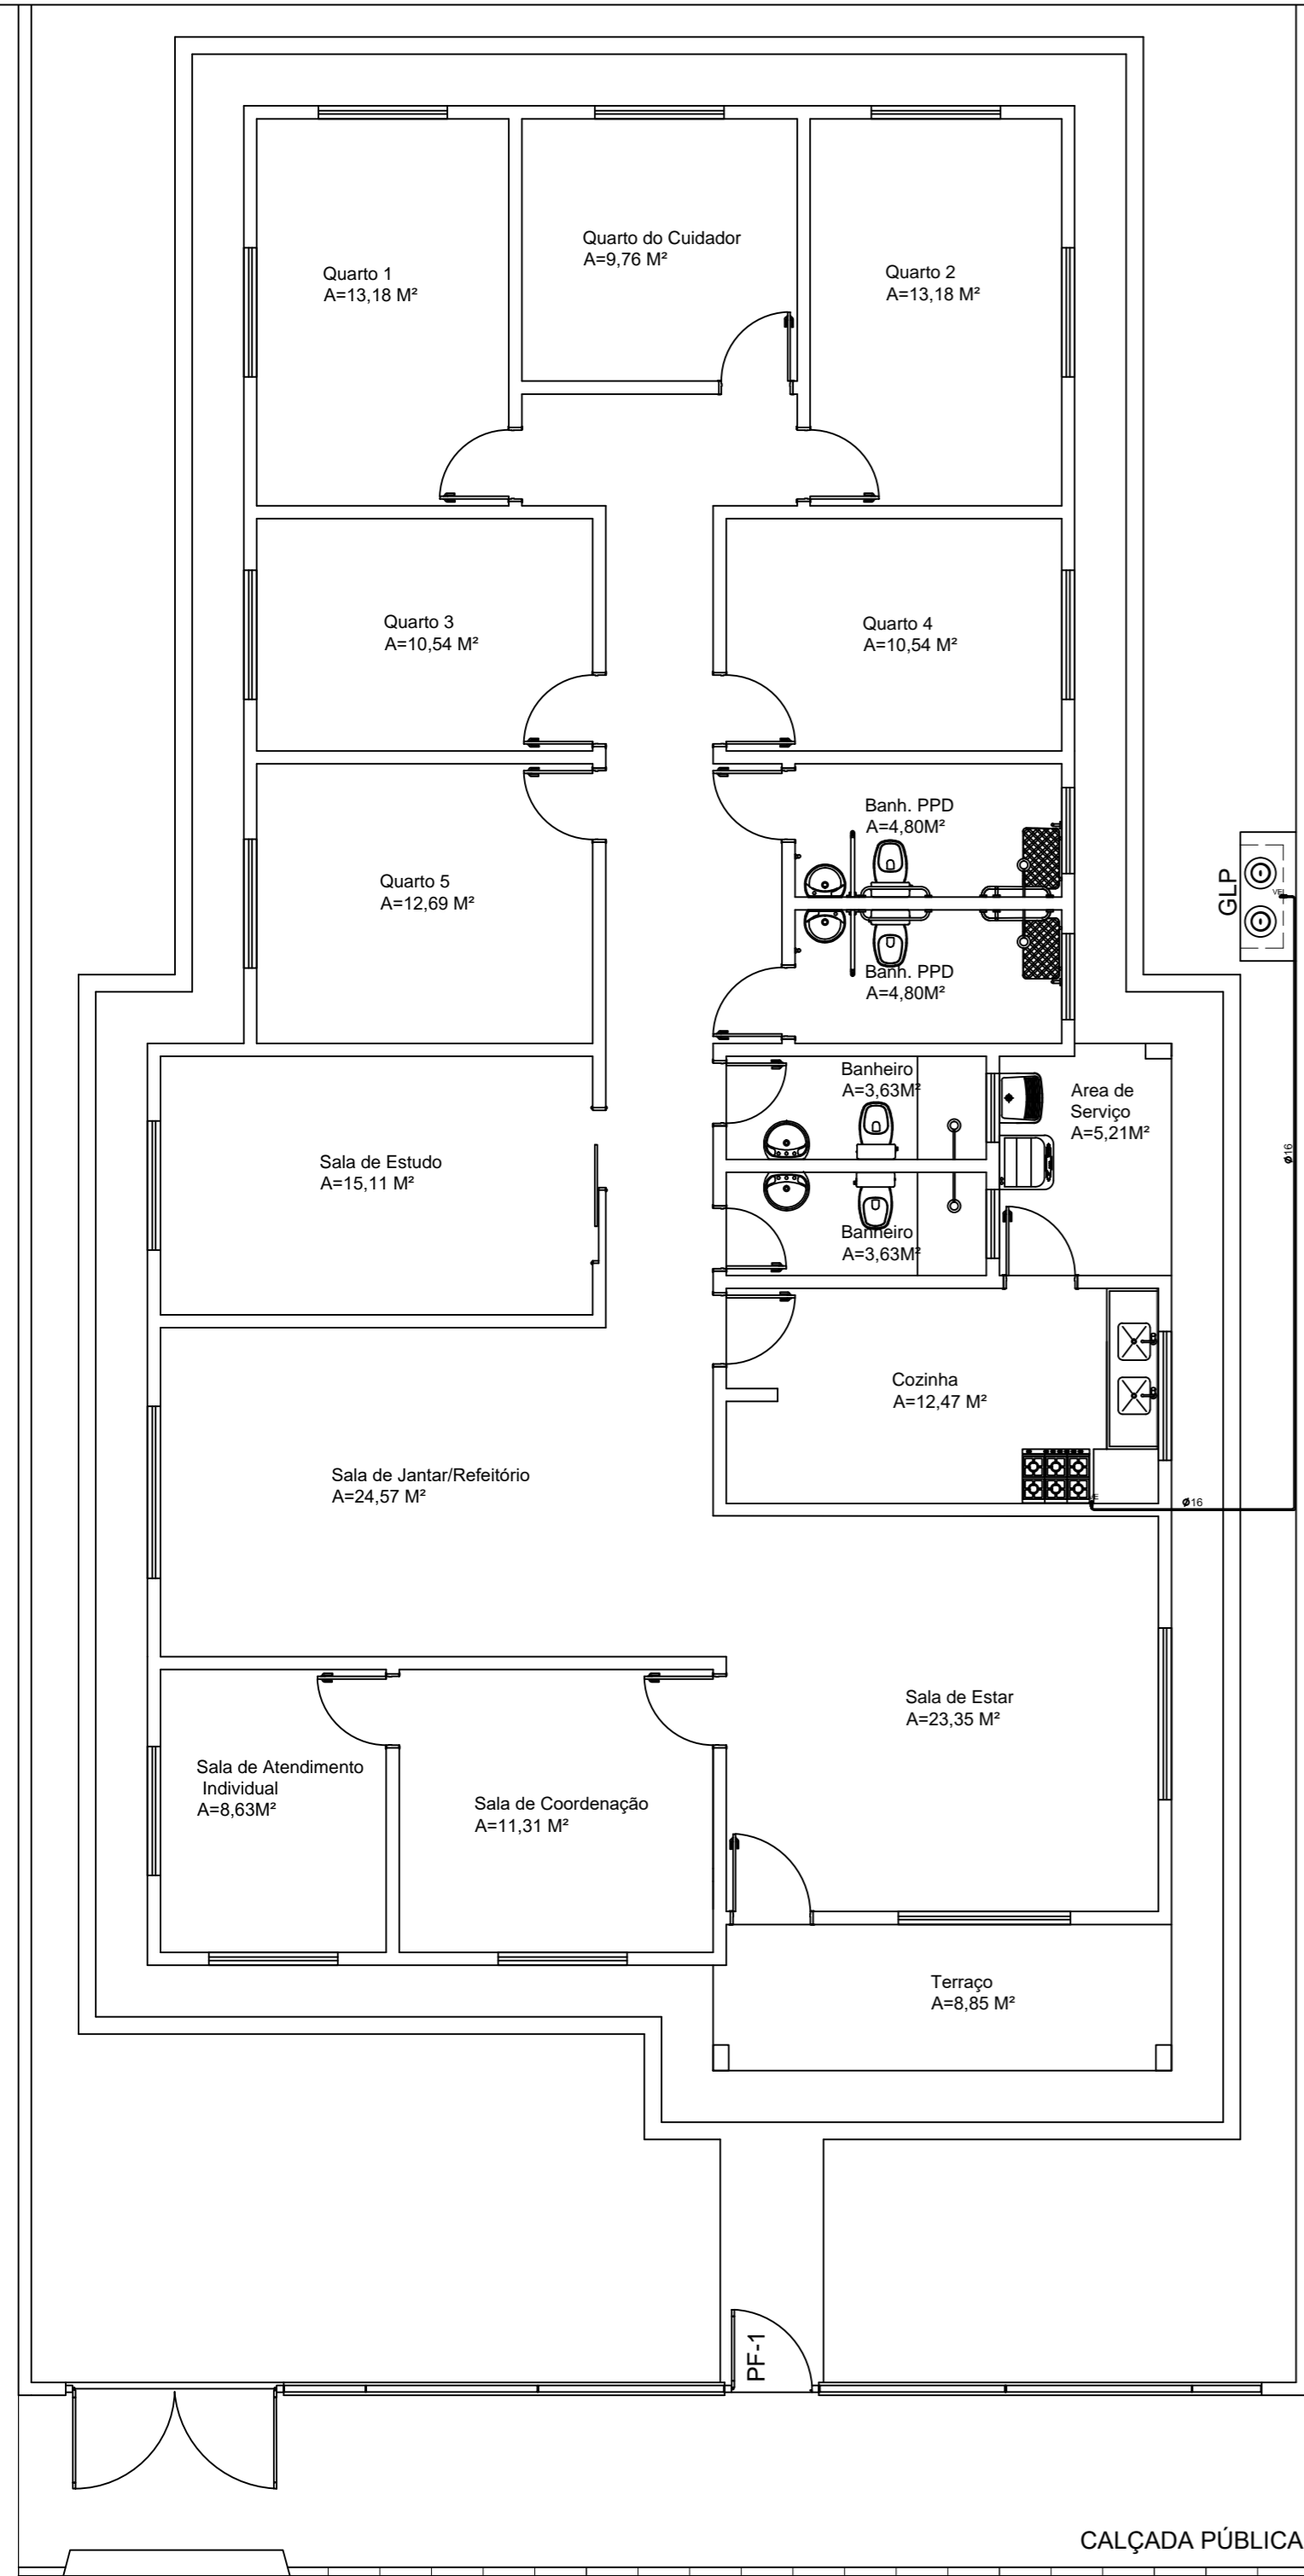 Quarto do Cuidador
A=9,76 M²
Quarto 1
A=13,18 M²
Quarto 2
A=13,18 M²
Quarto 3
A=10,54 M²
Quarto 4
A=10,54 M²
Banh. PPD
A=4,80M²
Quarto 5
A=12,69 M²
GLP
Banh. PPD
A=4,80M²
Banheiro
A=3,63M²
Area de
Serviço
A=5,21M²
Sala de Estudo
A=15,11 M²
ø16
Banheiro
A=3,63M²
Cozinha
A=12,47 M²
Sala de Jantar/Refeitório
A=24,57 M²
ø16
Sala de Estar
A=23,35 M²
Sala de Atendimento
Individual
A=8,63M²
Sala de Coordenação
A=11,31 M²
Terraço
A=8,85 M²
PF-1
CALÇADA PÚBLICA